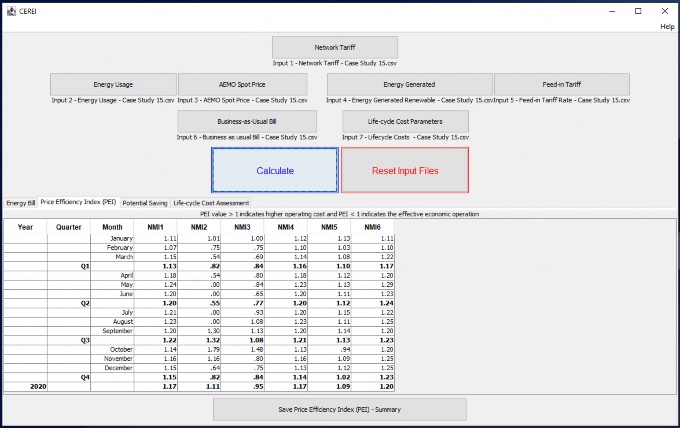 CEREI
Help
Network Tariff
Input 1 - Network Tariff - Case Study 15.csv
Energy Usage AEMO Spot Price Energy Generated Feed-in Tariff
Input 2 - Energy Usage - Case Study 15.csv Input 3 - AEMO Spot Price - Case Study 15.csv Input 4 - Energy Generated Renewable - Case Study 15.csv Input 5 - Feed-in Tariff Rate - Case Study 15.csv
Business-as-Usual Bill Life-cycle Cost Parameters
Input 6 - Business as usual Bill - Case Study 15.csv Input 7 - Lifecycle Costs - Case Study 15.csv
Calculate Reset Input Files
Energy Bill Price Efficiency Index (PEI) Potential Saving Life-cycle Cost Assessment
PEI value > 1 indicates higher operating cost and PEI < 1 indicates the effective economic operation
Year Quarter Month NMI1 NMI2 NMI3 NMI4 NMI5 NMI6
January 1.11 1.01 1.00 1.12 1.13 1.11
February 1.07 .75 .75 1.10 1.03 1.10
March 1.15 .54 .69 1.14 1.08 1.22
Q1 1.13 .82 .84 1.16 1.10 1.17
April 1.18 .54 .80 1.18 1.12 1.20
May 1.24 .00 .84 1.23 1.13 1.29
June 1.20 .00 .65 1.20 1.11 1.23
Q2 1.20 .55 .77 1.20 1.12 1.24
July 1.21 .00 .93 1.20 1.15 1.22
August 1.23 .00 1.08 1.23 1.11 1.25
September 1.20 1.30 1.13 1.20 1.14 1.20
Q3 1.22 1.32 1.08 1.21 1.13 1.23
October 1.14 1.79 1.48 1.13 .94 1.20
November 1.16 1.16 .80 1.16 1.09 1.25
December 1.15 .64 .75 1.13 1.12 1.25
Q4 1.15 .82 .84 1.14 1.02 1.23
2020 1.17 1.11 .95 1.17 1.09 1.20
Save Price Efficiency Index (PEI) - Summary